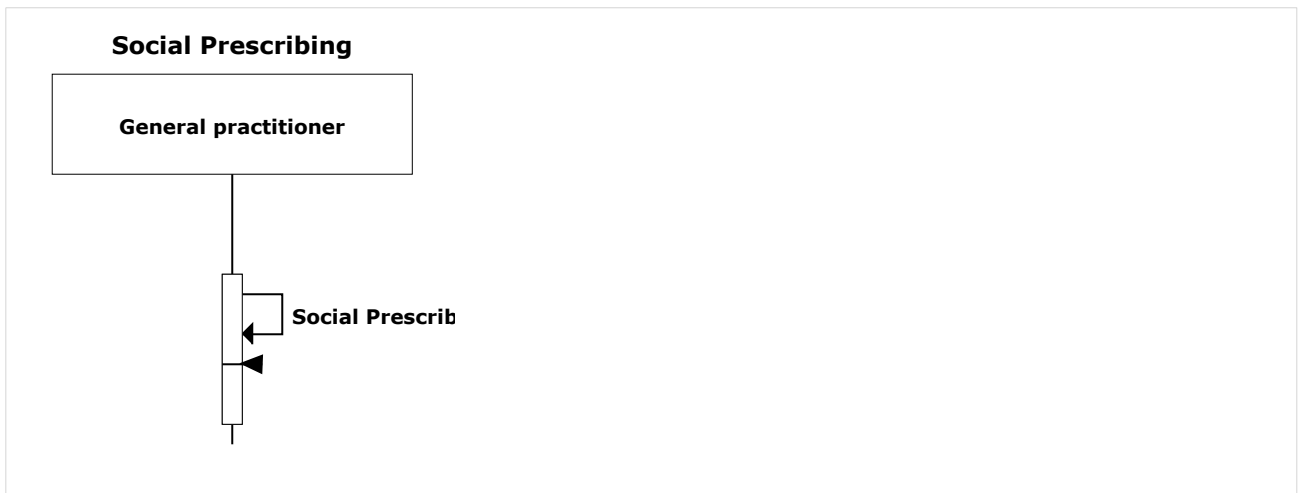 Social Prescribing
General practitioner
Social Prescrib